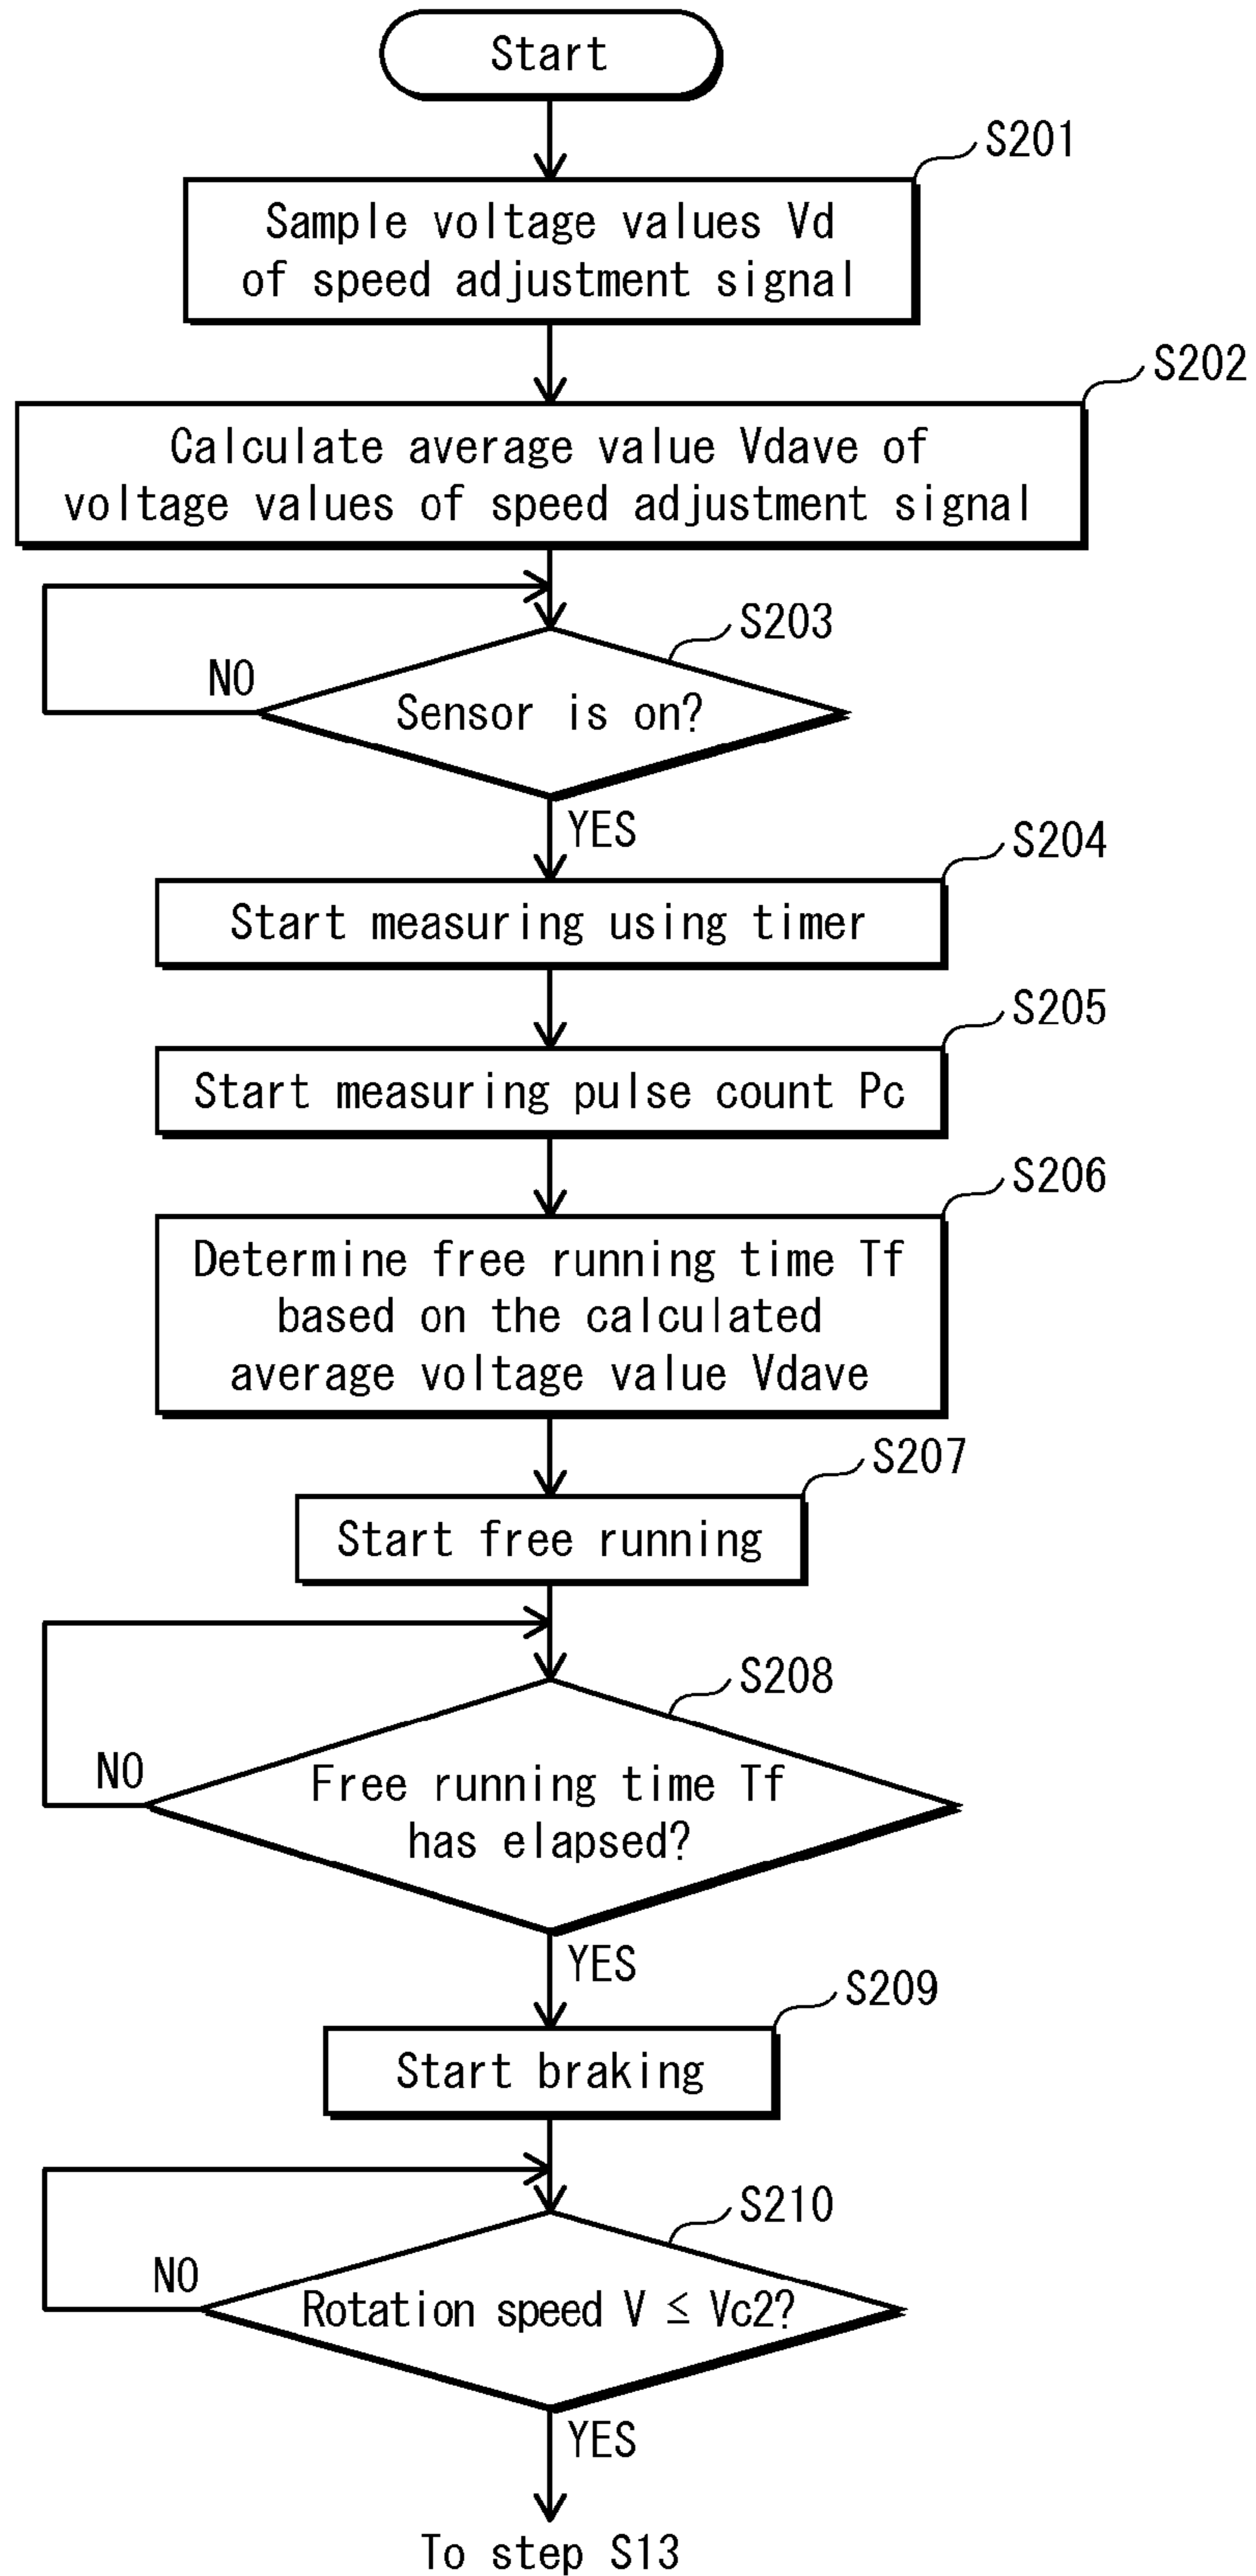 Start
S201
Sample voltage values Vd
of speed adjustment signal
S202
Calculate average value Vdave of
voltage values of speed adjustment signal
S203
NO
Sensor is on?
YES
S204
Start measuring using timer
S205
Start measuring pulse count Pc
S206
Determine free running time Tf
based on the calculated
average voltage value Vdave
S207
Start free running
S208
NO
Free running time Tf
has elapsed?
YES
S209
Start braking
S210
NO
Rotation speed V ≤ Vc2?
YES
To step S13